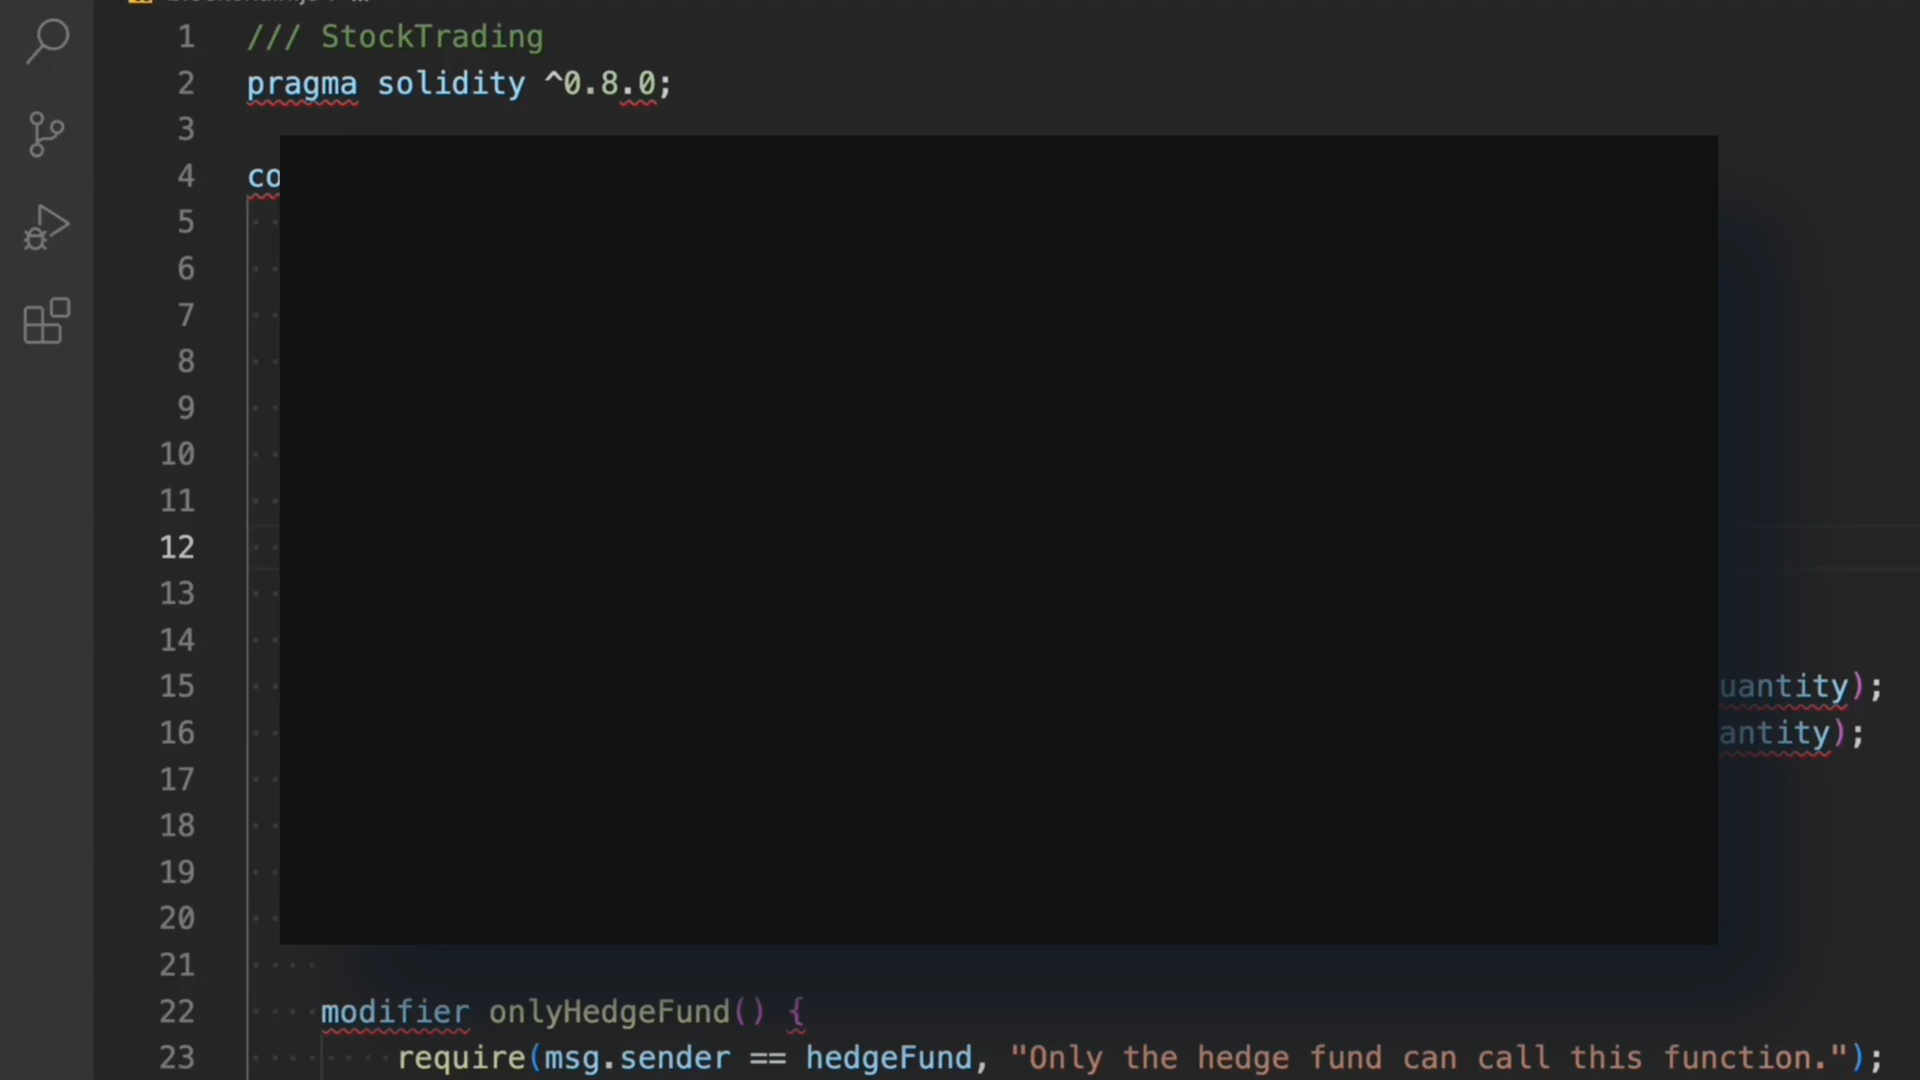 1 /// StockTrading
2 pragma solidity ^0.8.0;
3
4 co
5
6
7
8
9
10
11
12
13
14
15 uantity);
16 antity);
17
18
19
20
21
22 modifier onlyHedgeFund() {
23 require(msg.sender == hedgeFund, "Only the hedge fund can call this function.");